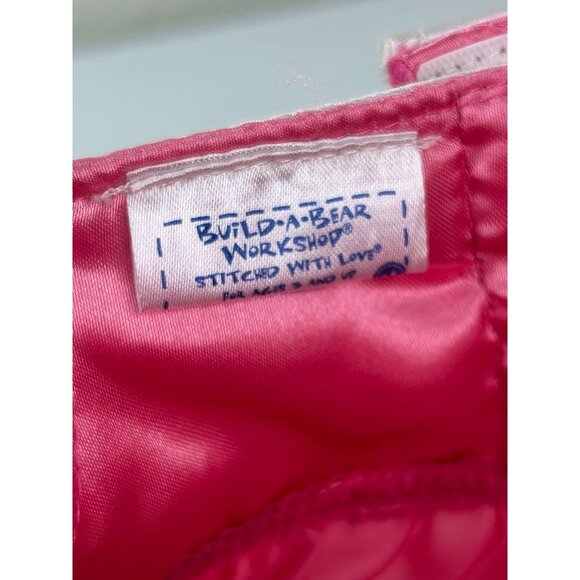 BUILD-A-BEAR
WORKSHOP®
STITCHED WITH LOVE®
FOR AGES 3 AND UP